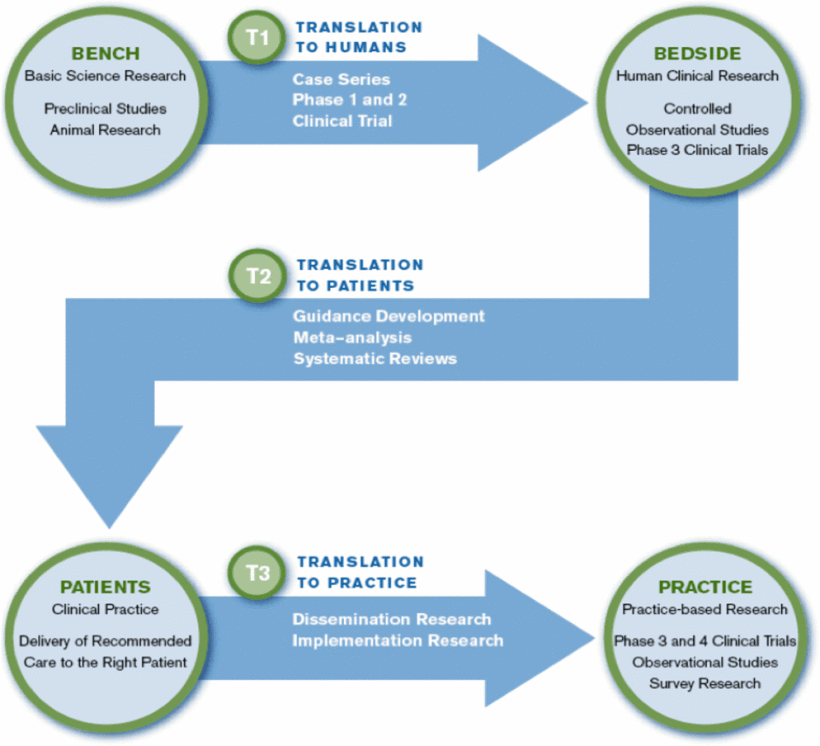 BENCH
Basic Science Research
Preclinical Studies
Animal Research
T1
TRANSLATION
TO HUMANS
Case Series
Phase 1 and 2
Clinical Trial
BEDSIDE
Human Clinical Research
Controlled
Observational Studies
Phase 3 Clinical Trials
T2
TRANSLATION
TO PATIENTS
Guidance Development
Meta-analysis
Systematic Reviews
PATIENTS
Clinical Practice
Delivery of Recommended
Care to the Right Patient
T3
TRANSLATION
TO PRACTICE
Dissemination Research
Implementation Research
PRACTICE
Practice-based Research
Phase 3 and 4 Clinical Trials
Observational Studies
Survey Research